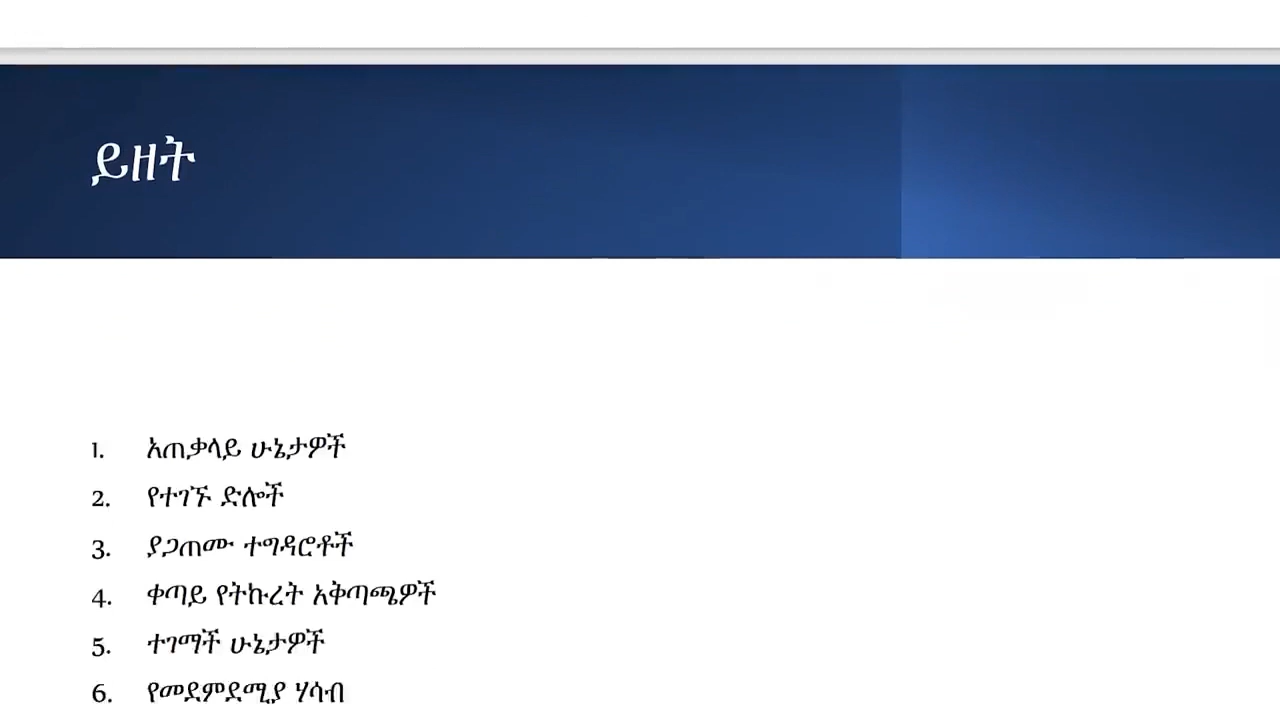 ይዘት
1. አጠቃላይ ሁኔታዎች
2. የተገኙ ድሎች
3. ያጋጠሙ ተግዳሮቶች
4. ቀጣይ የትኩረት አቅጣጫዎች
5. ተገማች ሁኔታዎች
6. የመደምደሚያ ሃሳብ